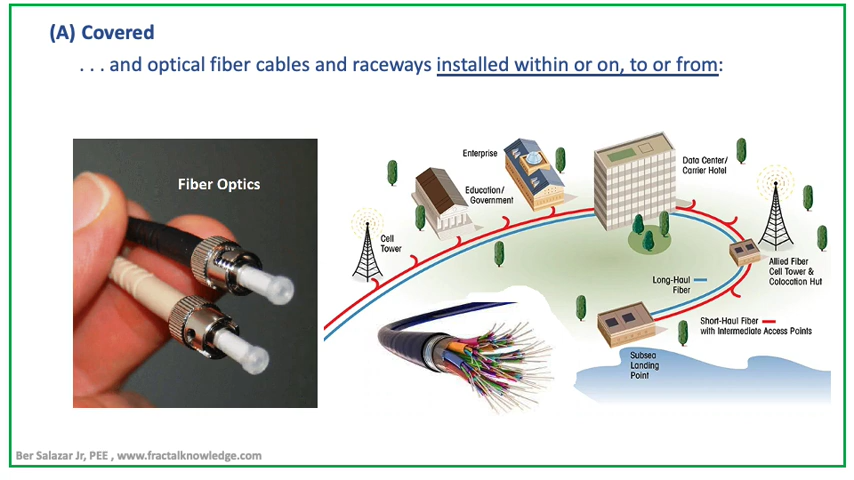 (A) Covered
. . . and optical fiber cables and raceways installed within or on, to or from:
Fiber Optics
Enterprise
Education/
Government
Data Center/
Carrier Hotel
Cell
Tower
Allied Fiber
Cell Tower &
Colocation Hut
Long-Haul
Fiber
Short-Haul Fiber
with Intermediate Access Points
Subsea
Landing
Point
Ber Salazar Jr, PEE , www.fractalknowledge.com